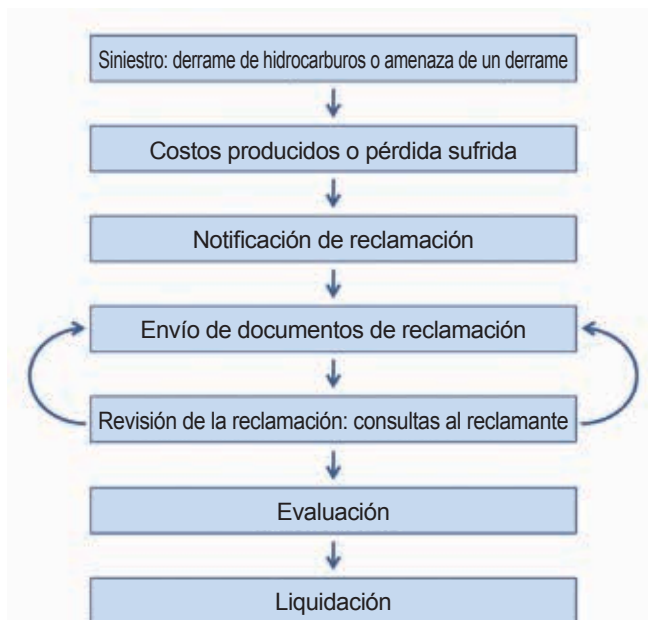 Siniestro: derrame de hidrocarburos o amenaza de un derrame
Costos producidos o pérdida sufrida
Notificación de reclamación
Envío de documentos de reclamación
Revisión de la reclamación: consultas al reclamante
Evaluación
Liquidación